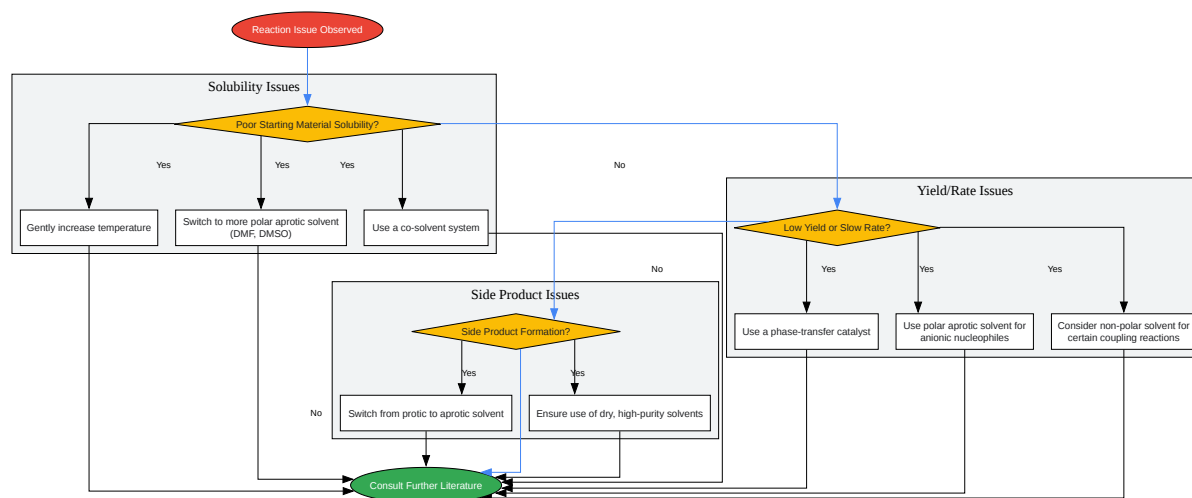 Reaction Issue Observed
Solubility Issues
Poor Starting Material Solubility?
Yes
Yes
Yes
No
Gently increase temperature
Switch to more polar aprotic solvent
(DMF, DMSO)
Use a co-solvent system
Yield/Rate Issues
Low Yield or Slow Rate?
No
Yes
Yes
Yes
Use a phase-transfer catalyst
Use polar aprotic solvent for
anionic nucleophiles
Consider non-polar solvent for
certain coupling reactions
Side Product Issues
Side Product Formation?
Yes
Yes
No
Switch from protic to aprotic solvent
Ensure use of dry, high-purity solvents
Consult Further Literature